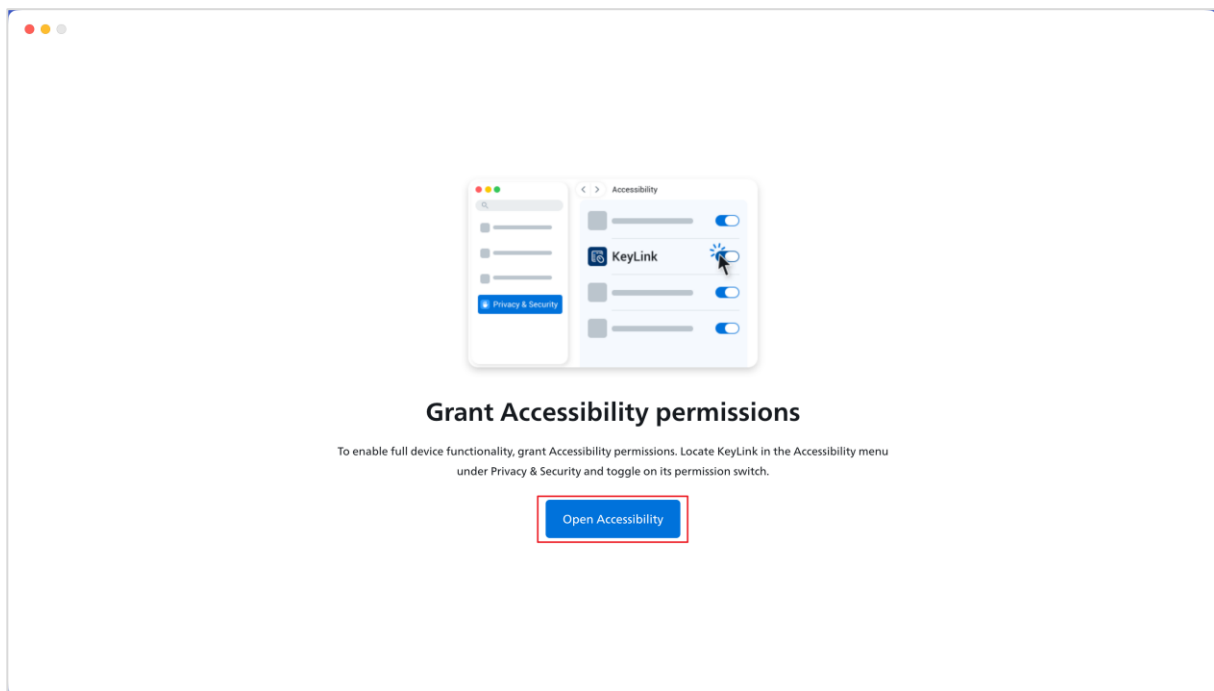 Accessibility
KeyLink
Privacy & Security
Grant Accessibility permissions
To enable full device functionality, grant Accessibility permissions. Locate KeyLink in the Accessibility menu
under Privacy & Security and toggle on its permission switch.
Open Accessibility